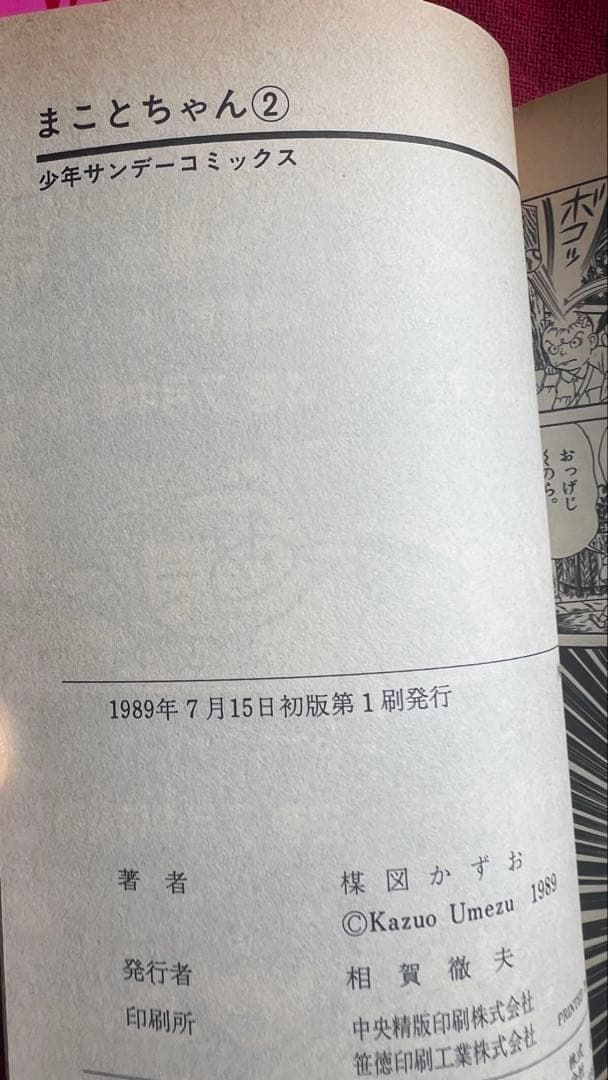 まことちゃん②
少年サンデーコミックス
1989年7月15日初版第1刷発行
著者 楳図かずお
©Kazuo Umezu 1989
発行者 相賀徹夫
印刷所 中央精版印刷株式会社
笹徳印刷工業株式会社
PRINTED
株式
ボコッ
おっげじ
くのら。